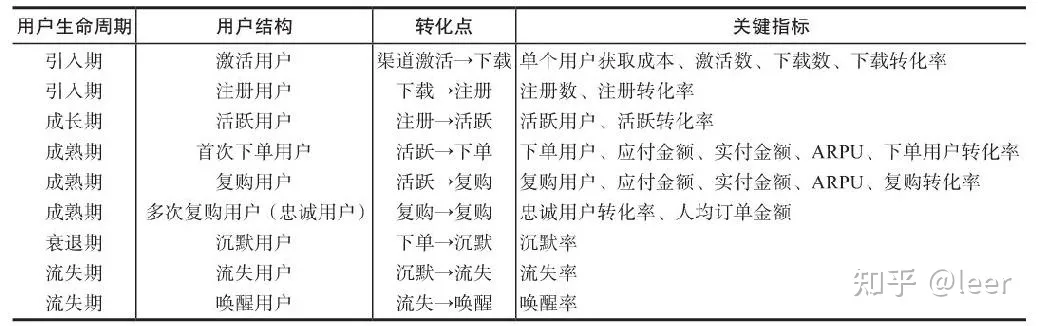 用户生命周期 用户结构 转化点 关键指标
引入期 激活用户 渠道激活→下载 单个用户获取成本、激活数、下载数、下载转化率
引入期 注册用户 下载→注册 注册数、注册转化率
成长期 活跃用户 注册→活跃 活跃用户、活跃转化率
成熟期 首次下单用户 活跃→下单 下单用户、应付金额、实付金额、ARPU、下单用户转化率
成熟期 复购用户 活跃→复购 复购用户、应付金额、实付金额、ARPU、复购转化率
成熟期 多次复购用户(忠诚用户) 复购→复购 忠诚用户转化率、人均订单金额
衰退期 沉默用户 下单→沉默 沉默率
流失期 流失用户 沉默→流失 流失率
流失期 唤醒用户 流失→唤醒 唤醒率
知乎 @leer